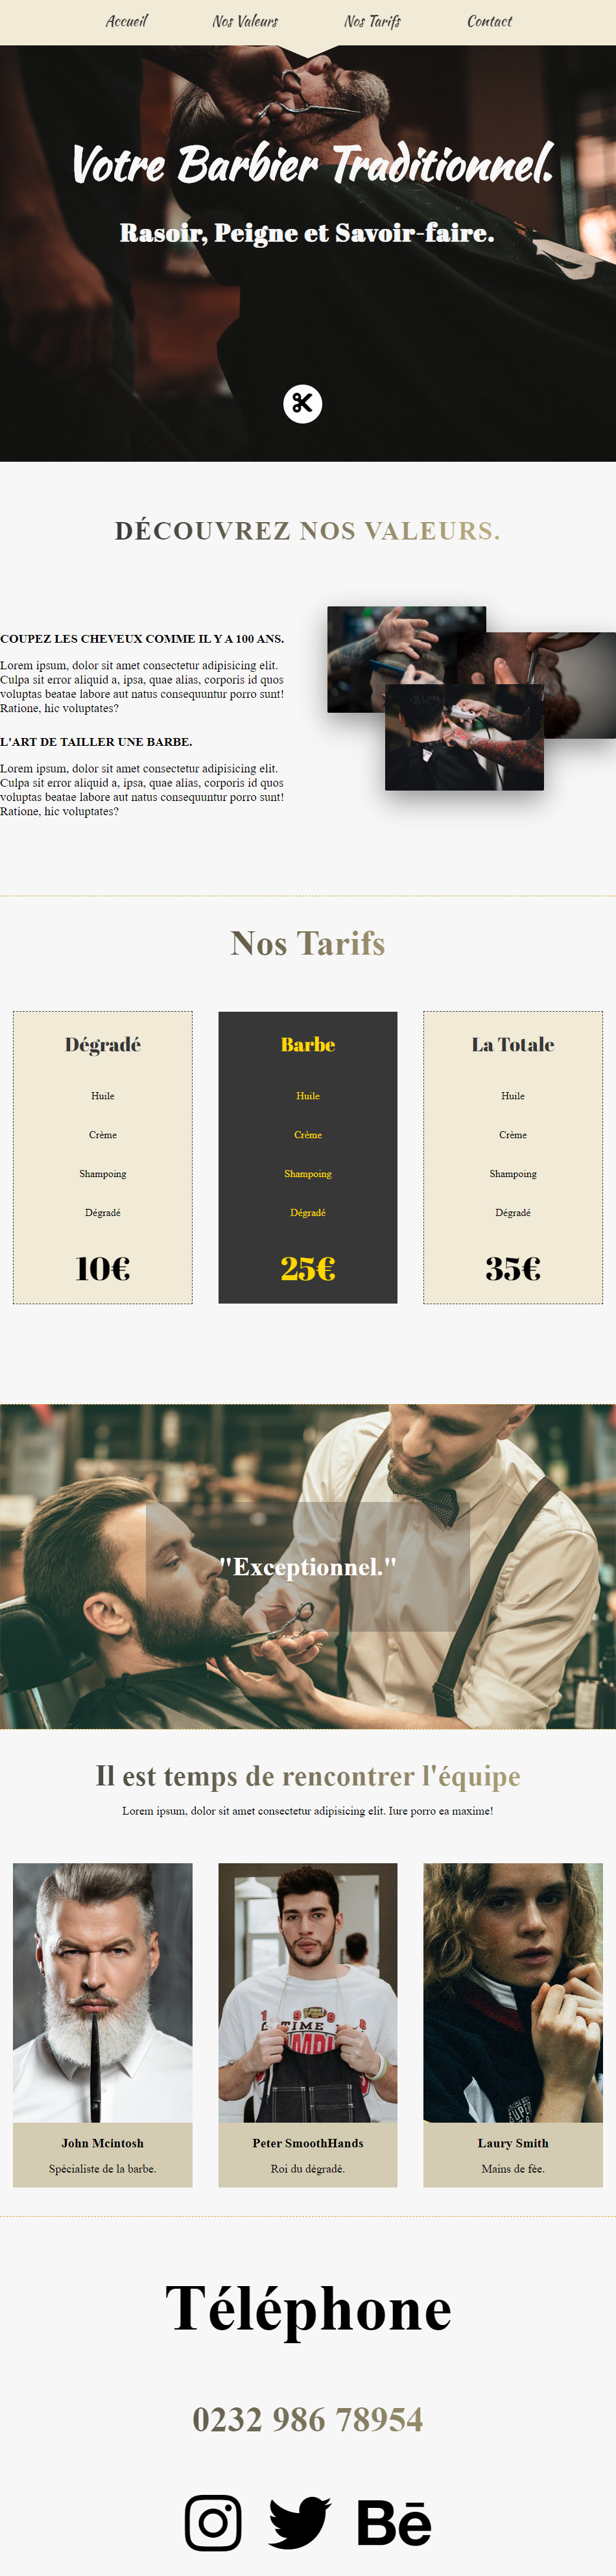 Accueil Nos Valeurs Nos Tarifs Contact
Votre Barbier Traditionnel.
Rasoir, Peigne et Savoir-faire.
DÉCOUVREZ NOS VALEURS.
COUPEZ LES CHEVEUX COMME IL Y A 100 ANS.
Lorem ipsum, dolor sit amet consectetur adipisicing elit.
Culpa sit error aliquid a, ipsa, quae alias, corporis id quos
voluptas beatae labore aut natus consequuntur porro sunt!
Ratione, hic voluptates?
L'ART DE TAILLER UNE BARBE.
Lorem ipsum, dolor sit amet consectetur adipisicing elit.
Culpa sit error aliquid a, ipsa, quae alias, corporis id quos
voluptas beatae labore aut natus consequuntur porro sunt!
Ratione, hic voluptates?
Nos Tarifs
Dégradé
Huile
Crème
Shampoing
Dégradé
10€
Barbe
Huile
Crème
Shampoing
Dégradé
25€
La Totale
Huile
Crème
Shampoing
Dégradé
35€
"Exceptionnel."
Il est temps de rencontrer l'équipe
Lorem ipsum, dolor sit amet consectetur adipisicing elit. Iure porro ea maxime!
John Mcintosh
Spécialiste de la barbe.
Peter SmoothHands
Roi du dégradé.
Laury Smith
Mains de fée.
Téléphone
0232 986 78954
Bē